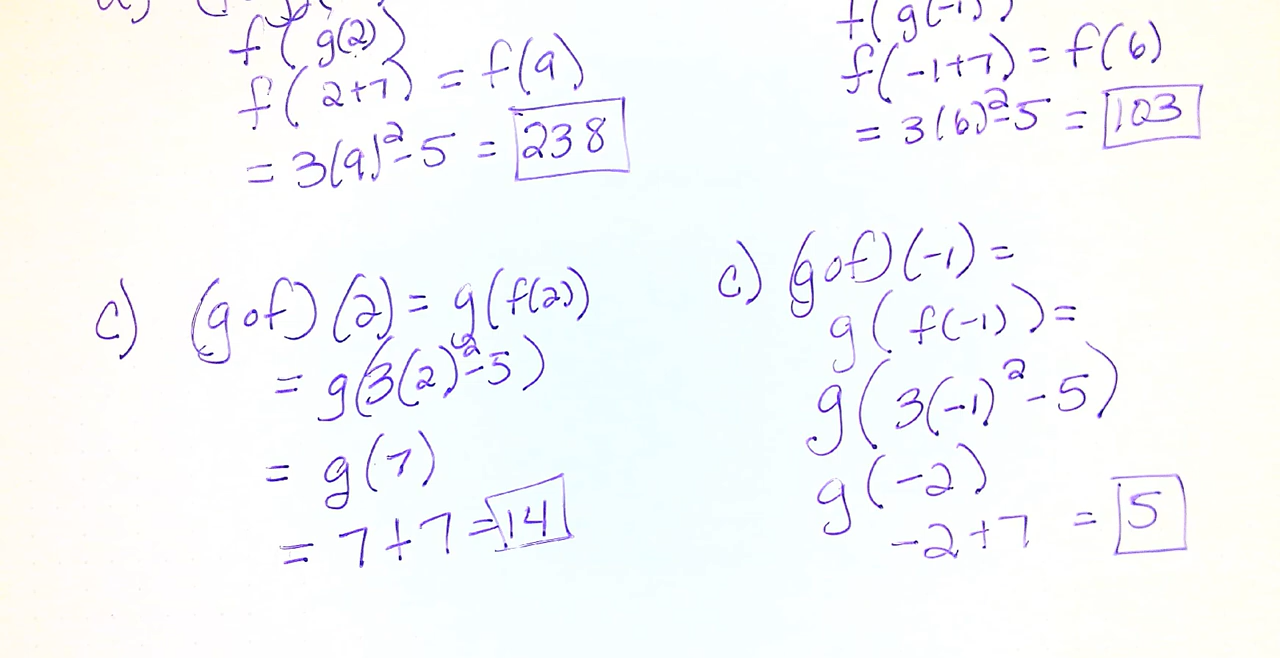 f(g(2))
f(2+7) = f(9)
= 3(9)²-5 = 238
f(g(-1))
f(-1+7) = f(6)
= 3(6)²-5 = 103
c) (g∘f)(2) = g(f(2))
= g(3(2)²-5)
= g(7)
= 7+7 = 14
c) (g∘f)(-1) =
g(f(-1)) =
g(3(-1)²-5)
g(-2)
-2+7 = 5